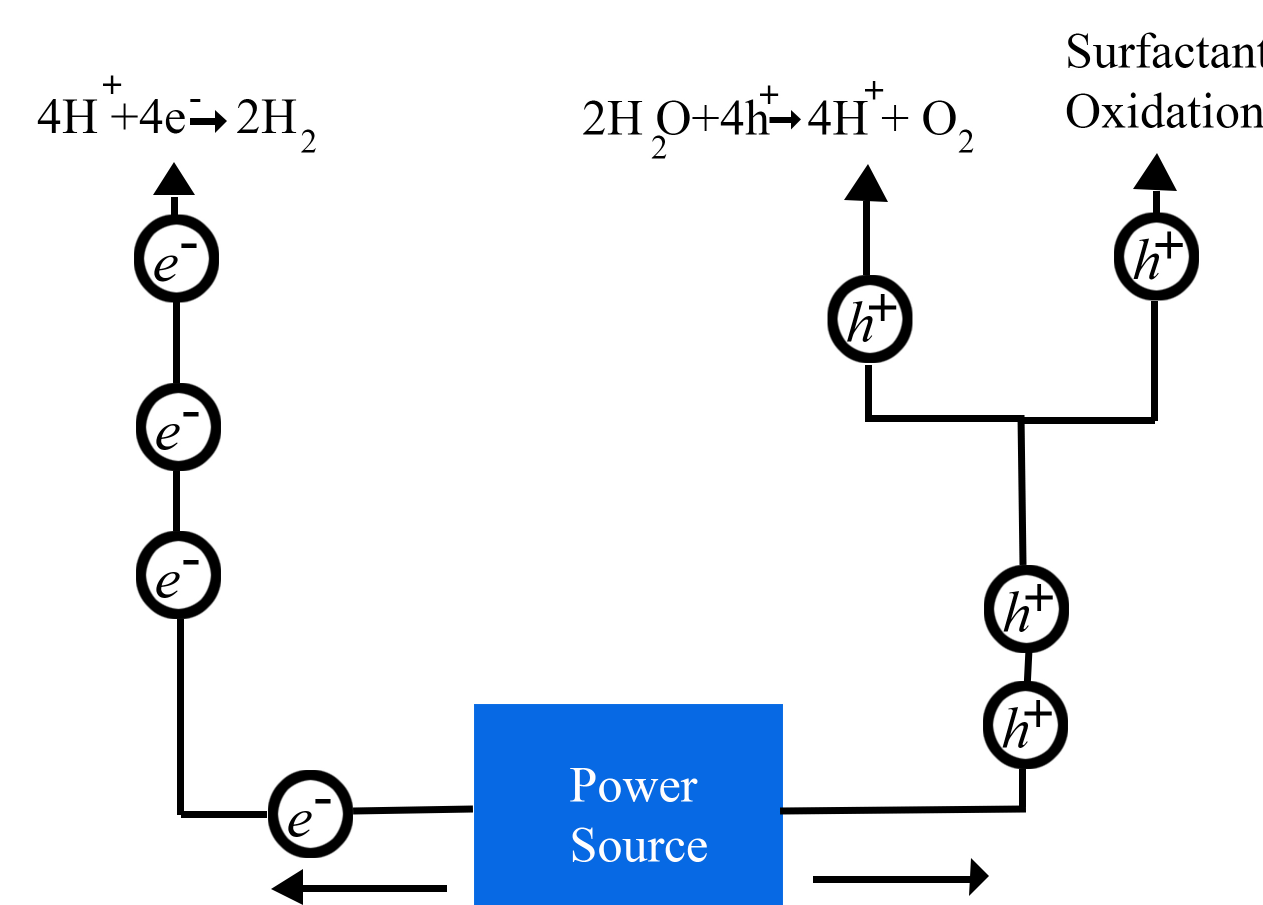 4H⁺+4e⁻→2H₂
2H₂O+4h⁺→4H⁺+ O₂
Surfactant
Oxidation
e⁻
h⁺
e⁻
h⁺
e⁻
e⁻
h⁺
h⁺
Power
Source